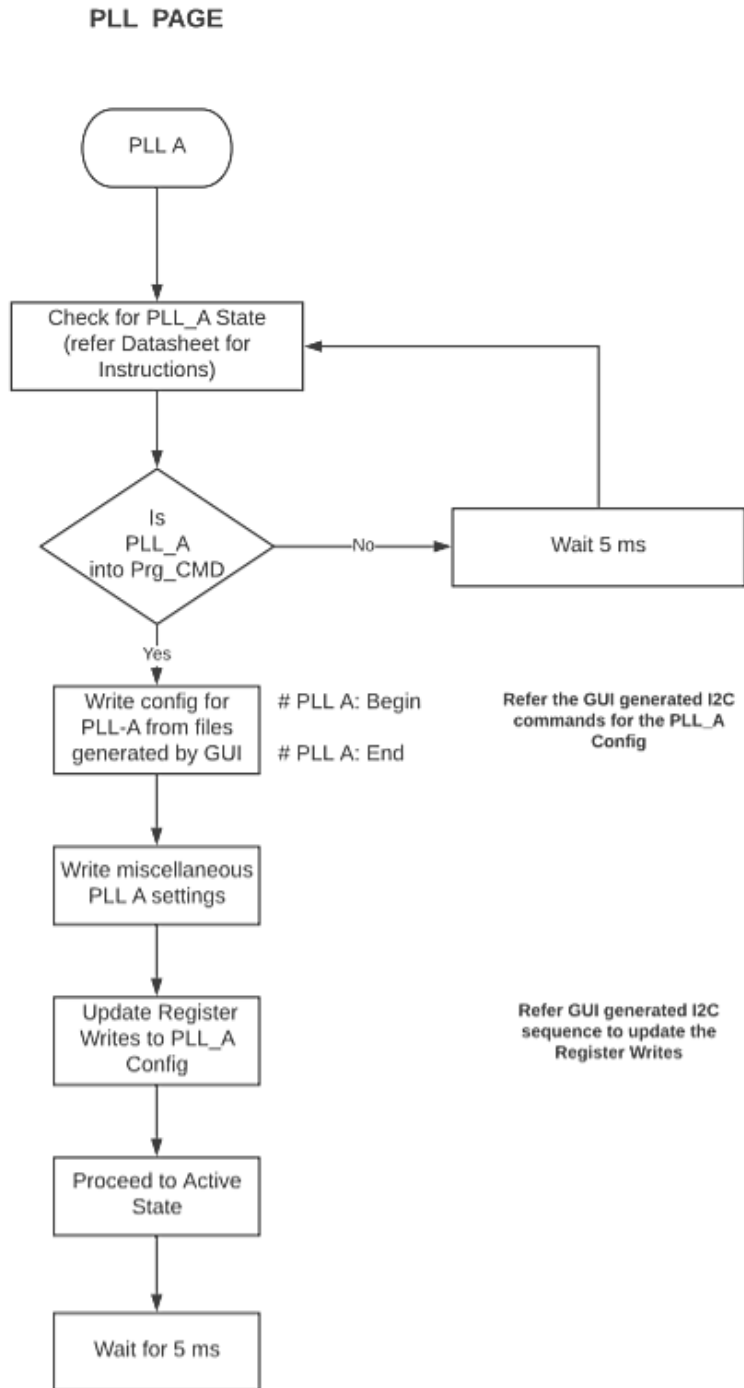 PLL PAGE
PLL A
Check for PLL_A State
(refer Datasheet for
Instructions)
Is
PLL_A
into Prg_CMD
No
Wait 5 ms
Yes
Write config for
PLL-A from files
generated by GUI
# PLL A: Begin
# PLL A: End
Refer the GUI generated I2C
commands for the PLL_A
Config
Write miscellaneous
PLL A settings
Update Register
Writes to PLL_A
Config
Refer GUI generated I2C
sequence to update the
Register Writes
Proceed to Active
State
Wait for 5 ms